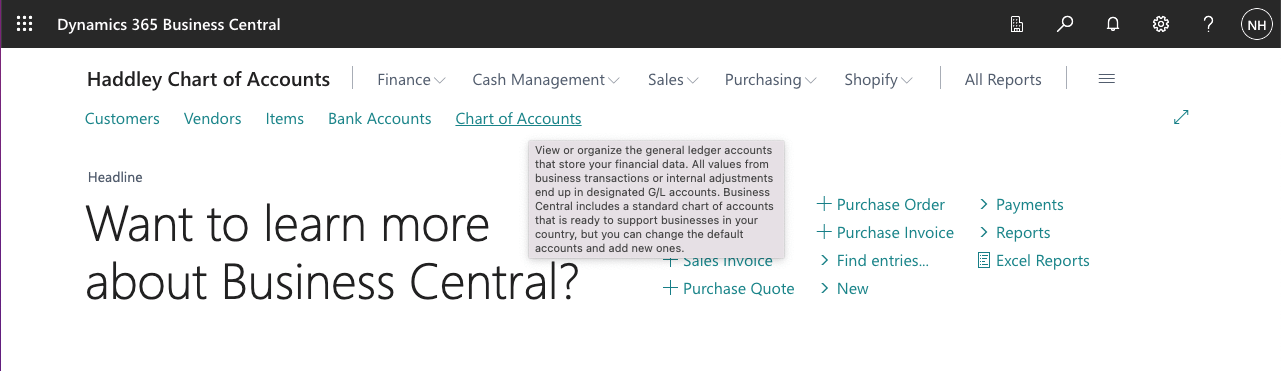 Dynamics 365 Business Central
NH
Haddley Chart of Accounts
Finance
Cash Management
Sales
Purchasing
Shopify
All Reports
Customers
Vendors
Items
Bank Accounts
Chart of Accounts
View or organize the general ledger accounts
that store your financial data. All values from
business transactions or internal adjustments
end up in designated G/L accounts. Business
Central includes a standard chart of accounts
that is ready to support businesses in your
country, but you can change the default
accounts and add new ones.
Headline
Want to learn more
about Business Central?
Sales Invoice
+ Purchase Quote
+ Purchase Order
+ Purchase Invoice
> Find entries...
> New
> Payments
> Reports
Excel Reports